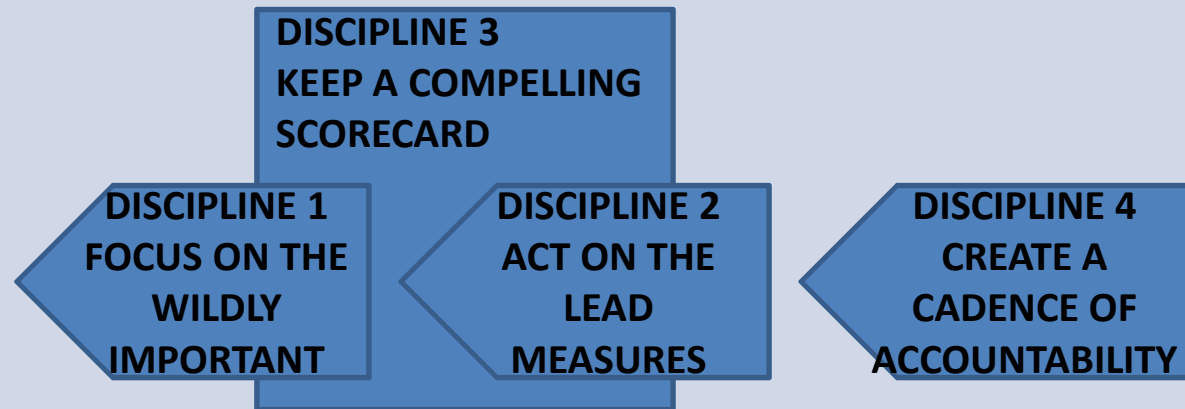 DISCIPLINE 3
KEEP A COMPELLING
SCORECARD
DISCIPLINE 1
FOCUS ON THE
WILDLY
IMPORTANT
DISCIPLINE 2
ACT ON THE
LEAD
MEASURES
DISCIPLINE 4
CREATE A
CADENCE OF
ACCOUNTABILITY